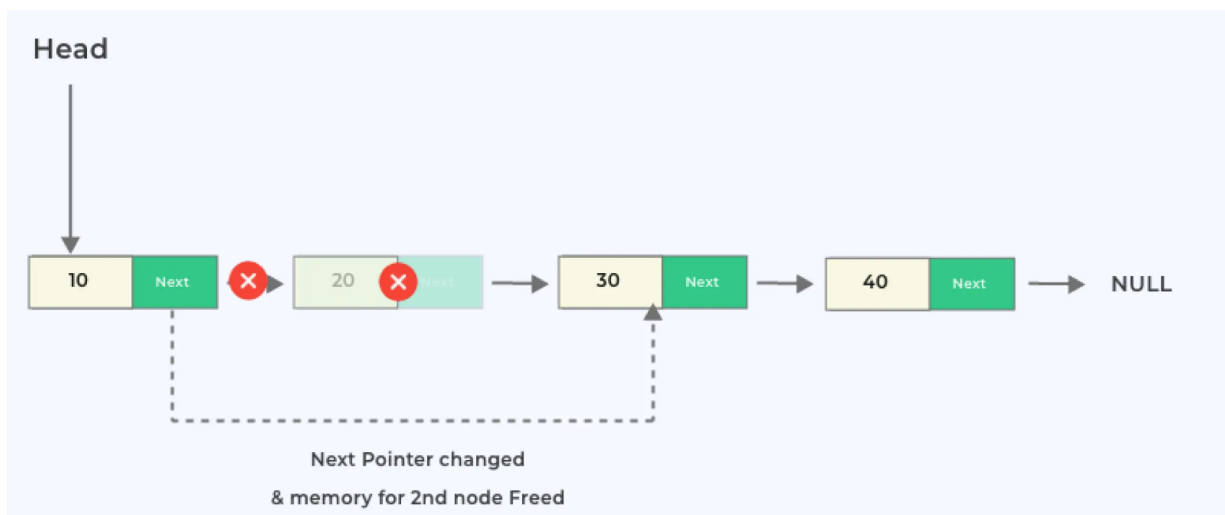 Head
10 Next
20 Next
30 Next
40 Next
NULL
Next Pointer changed
& memory for 2nd node Freed